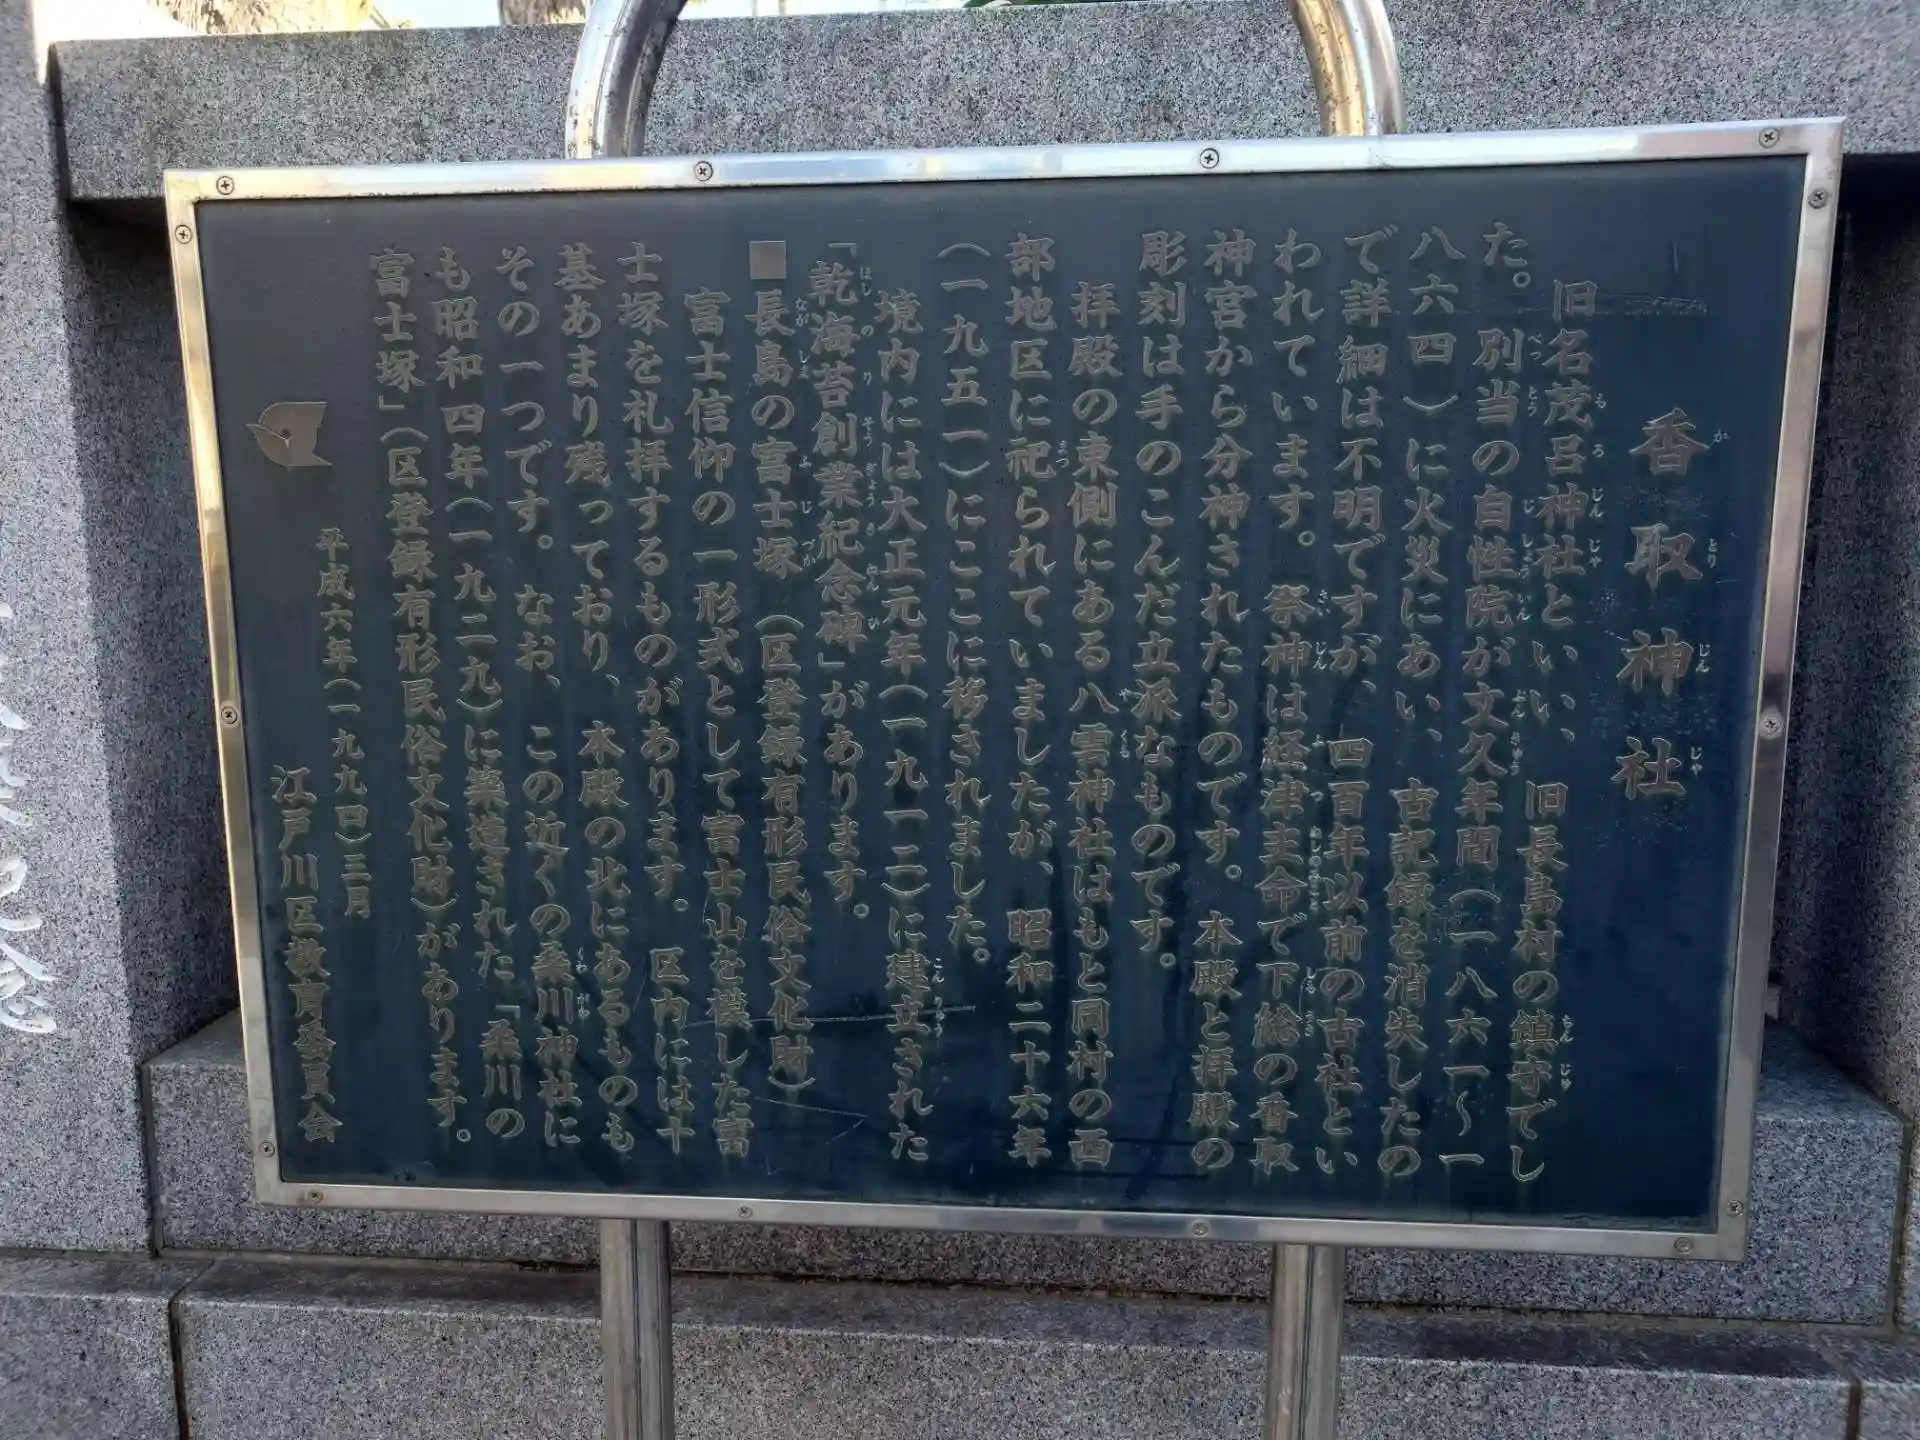 香取神社
旧名茂呂神社といい、旧長島村の鎮守でし
た。別当の自性院が文久年間(一八六一〜一
八六四)に火災にあい、古記録を消失したの
で詳細は不明ですが、四百年以前の古社とい
われています。祭神は経津主命で下総の香取
神宮から分神されたものです。本殿と拝殿の
彫刻は手のこんだ立派なものです。
拝殿の東側にある八雲神社はもと同村の西
部地区に祀られていましたが、昭和二十六年
(一九五一)にここに移されました。
境内には大正元年(一九一二)に建立された
「乾海苔創業紀念碑」があります。
■長島の富士塚(区登録有形民俗文化財)
富士信仰の一形式として富士山を模した富
士塚を礼拝するものがあります。区内には十
基あまり残っており、本殿の北にあるものも
その一つです。なお、この近くの桑川神社に
も昭和四年(一九二九)に築造された「桑川の
富士塚」(区登録有形民俗文化財)があります。
平成六年(一九九四)三月
江戸川区教育委員会